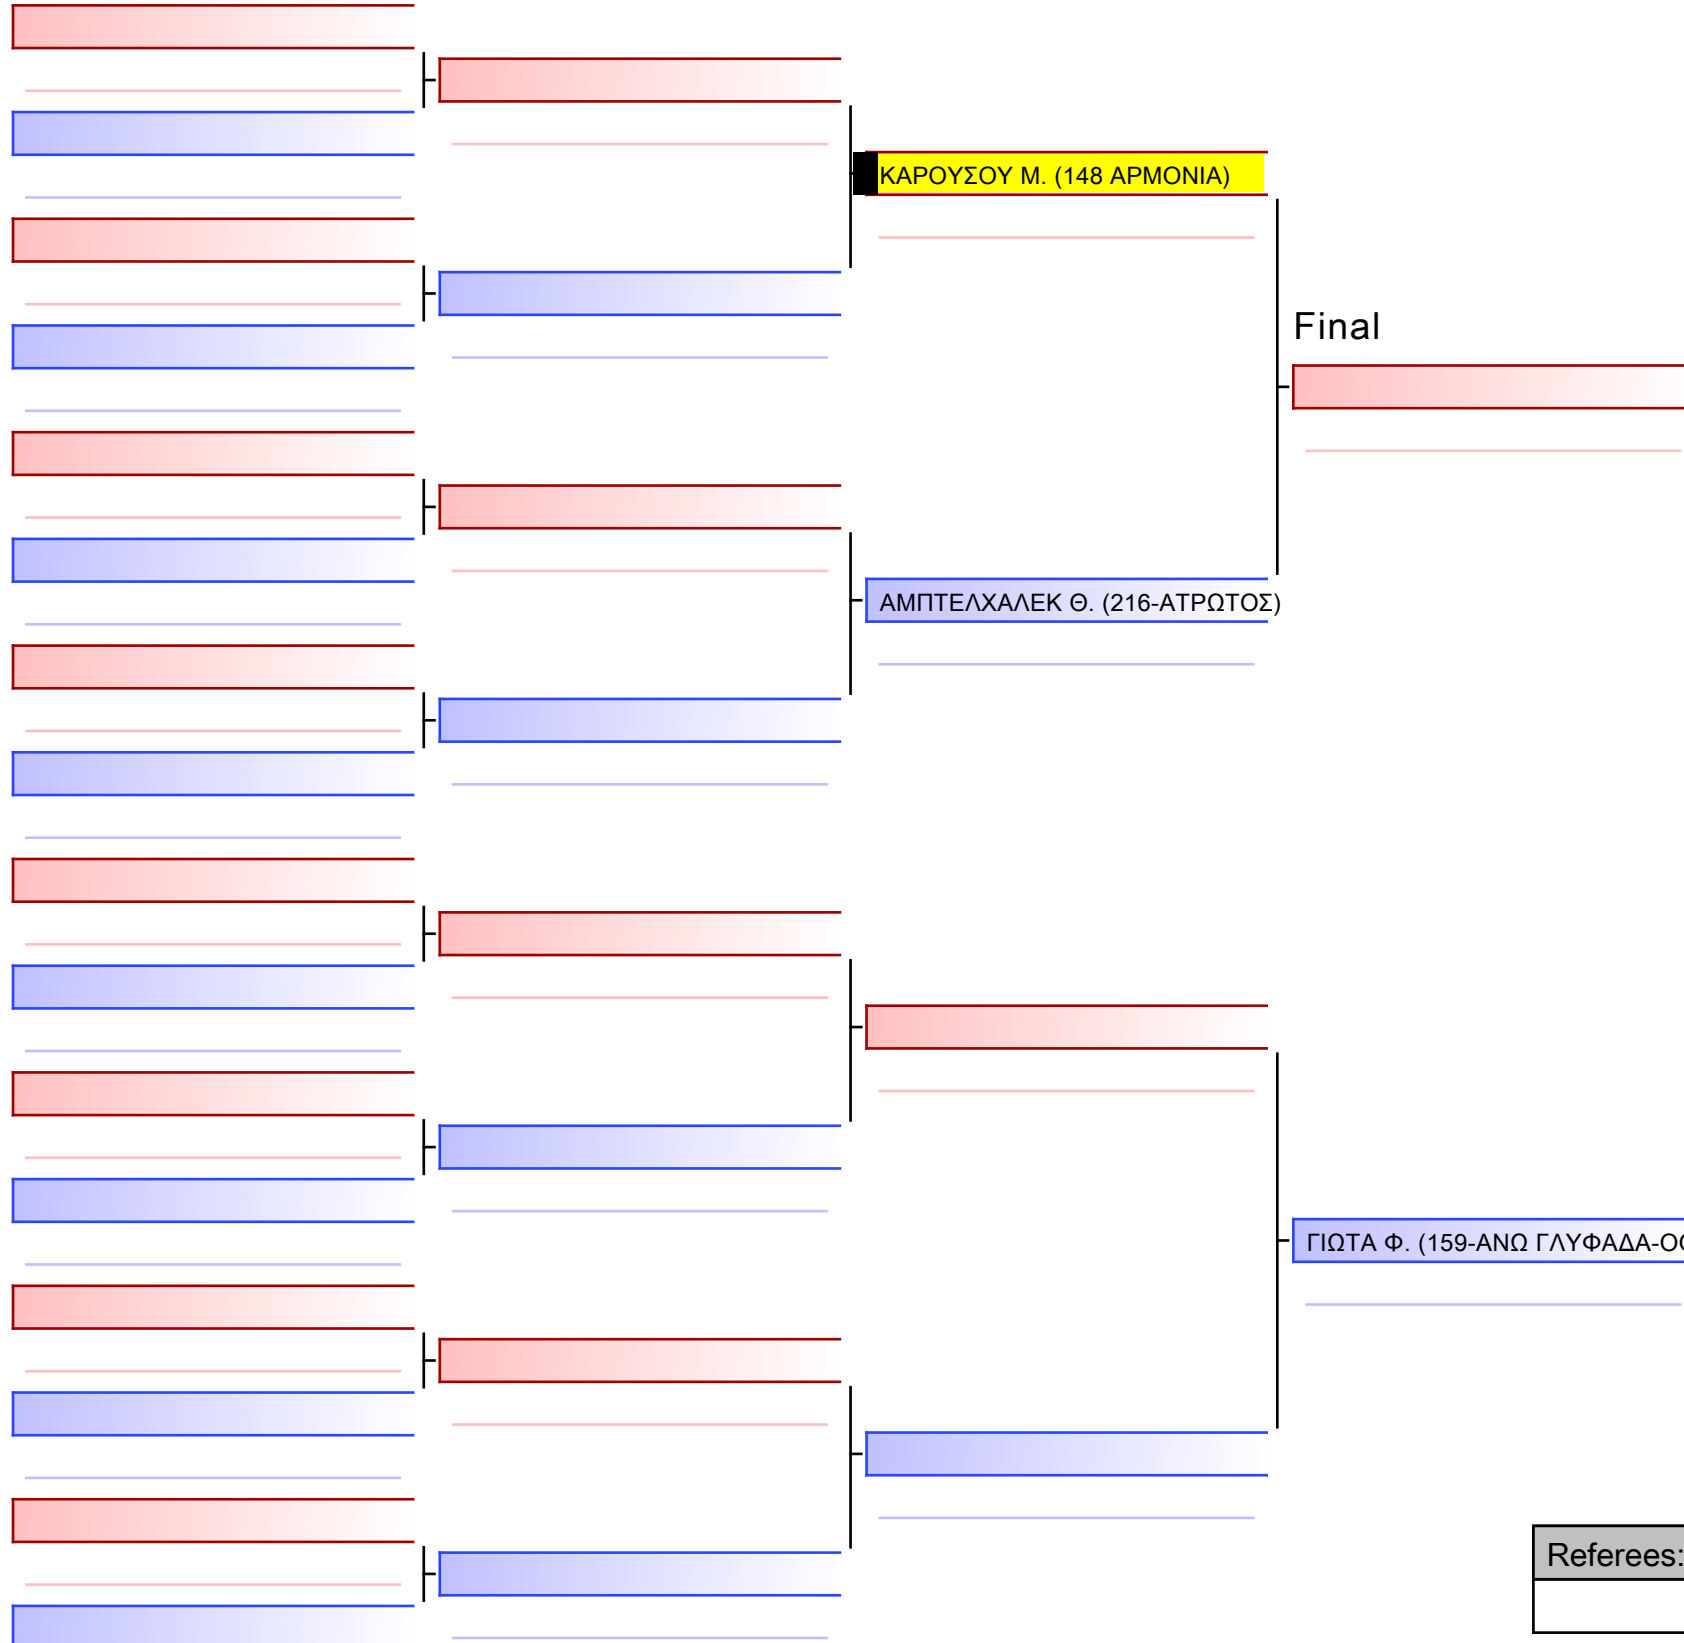 ΚΑΡΟΥΣΟΥ Μ. (148 ΑΡΜΟΝΙΑ)
Final
ΑΜΠΤΕΛΧΑΛΕΚ Θ. (216-ΑΤΡΩΤΟΣ)
ΓΙΩΤΑ Φ. (159-ΑΝΩ ΓΛΥΦΑΔΑ-
Referees: